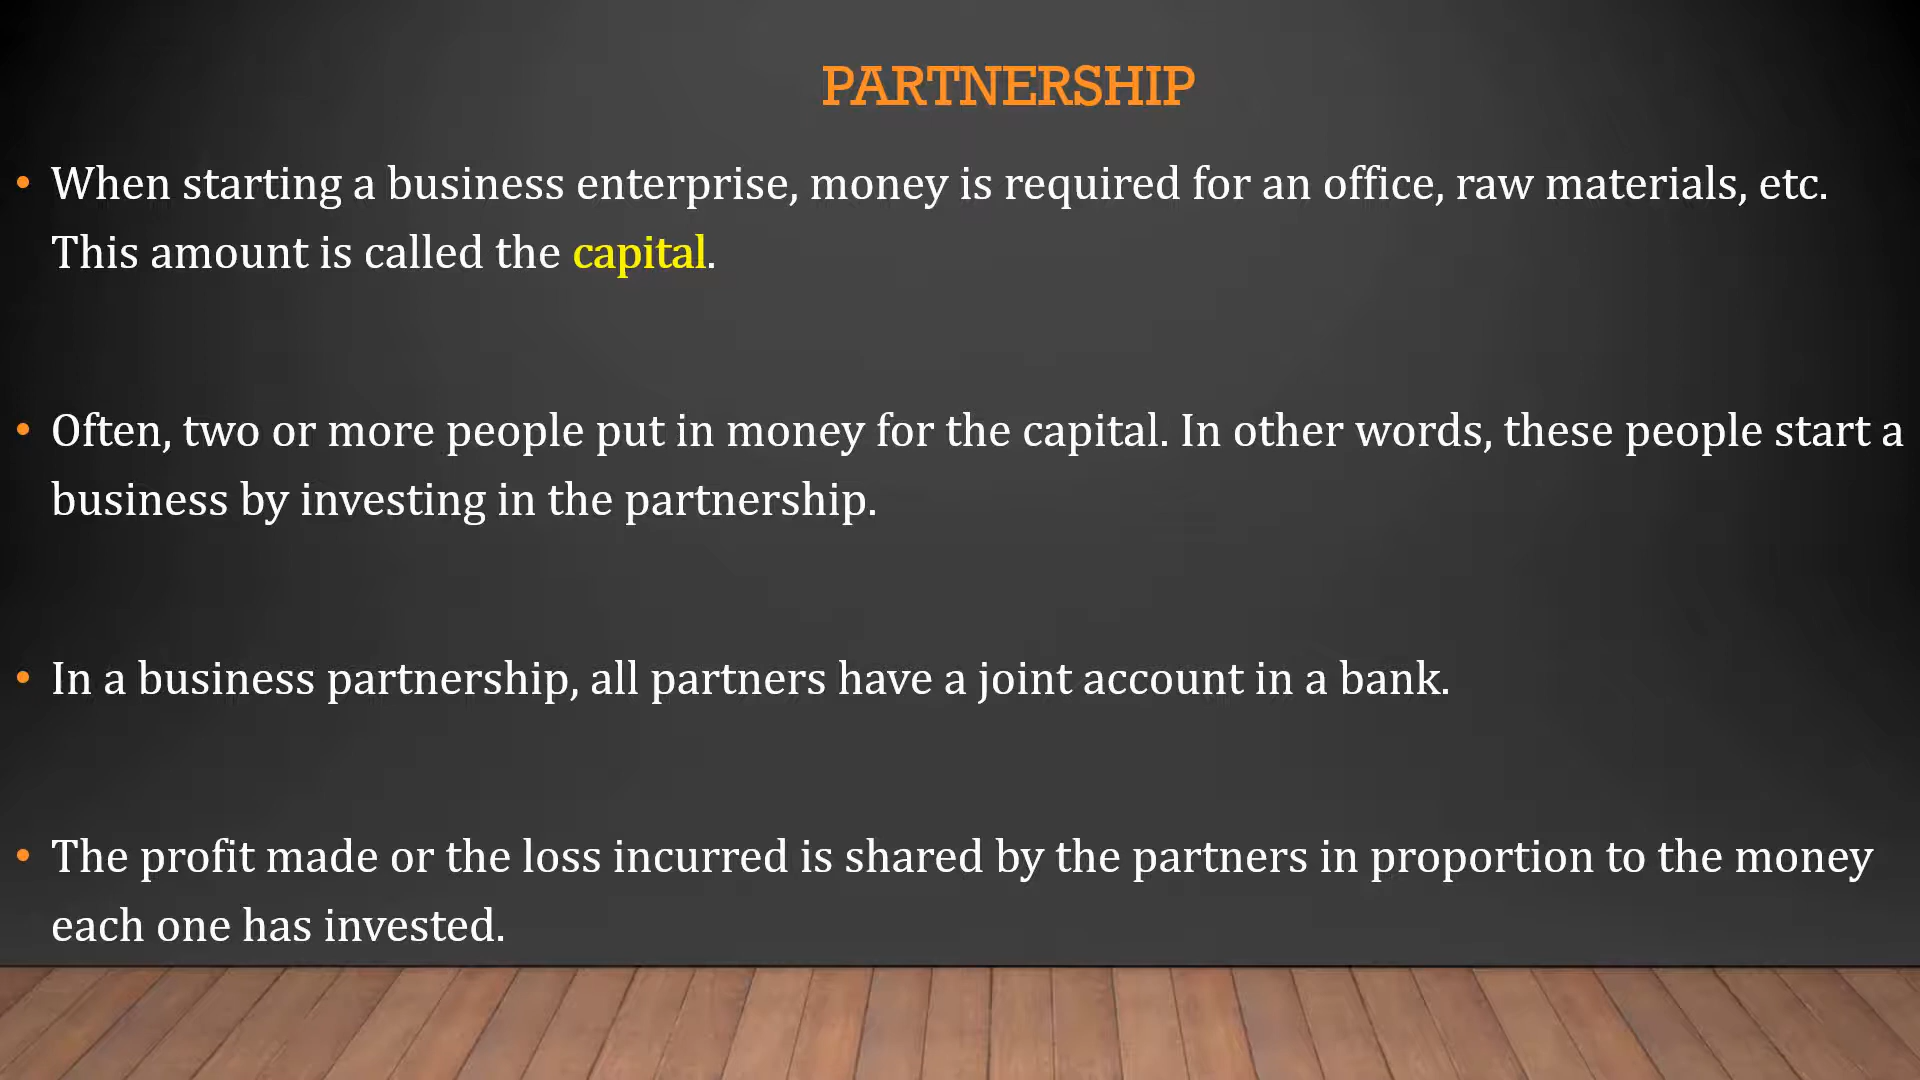 PARTNERSHIP
• When starting a business enterprise, money is required for an office, raw materials, etc.
This amount is called the capital.
• Often, two or more people put in money for the capital. In other words, these people start a
business by investing in the partnership.
• In a business partnership, all partners have a joint account in a bank.
• The profit made or the loss incurred is shared by the partners in proportion to the money
each one has invested.